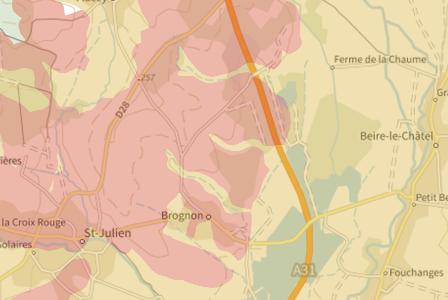 Ferme de la Chaume
257
D28
Gr
Beire-le-Châtel
ières
Petit Be
la Croix Rouge
Brognon
St-Julien
Solaires
A31
Fouchanges